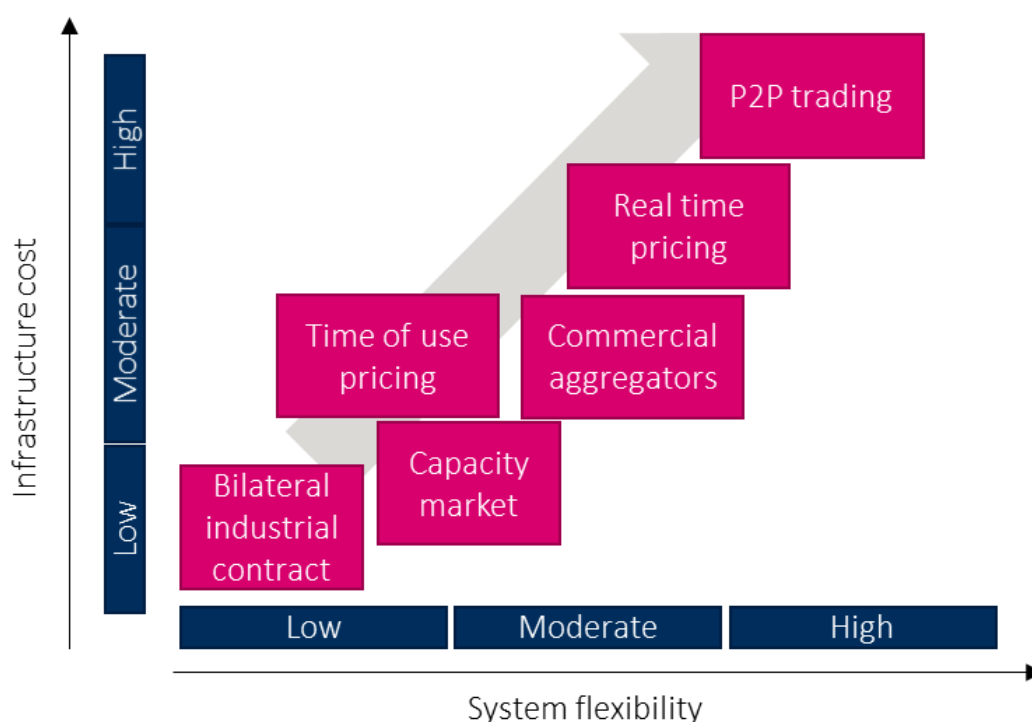 Infrastructure cost
High
Moderate
Low
P2P trading
Real time
pricing
Time of use
pricing
Commercial
aggregators
Capacity
market
Bilateral
industrial
contract
Low
Moderate
High
System flexibility